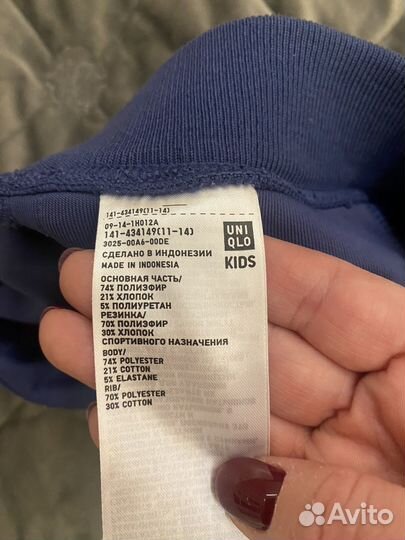 141-434149(11-14)
09-14-1H012A
141-434149(11-14)
3025-00A6-00DE
UNI
QLO
KIDS
СДЕЛАНО В ИНДОНЕЗИИ
MADE IN INDONESIA
ОСНОВНАЯ ЧАСТЬ/
74% ПОЛИЭФИР
21% ХЛОПОК
5% ПОЛИУРЕТАН
РЕЗИНКА/
70% ПОЛИЭФИР
30% ХЛОПОК
СПОРТИВНОГО НАЗНАЧЕНИЯ
BODY/
74% POLYESTER
21% COTTON
5% ELASTANE
RIB/
70% POLYESTER
30% COTTON
Avito